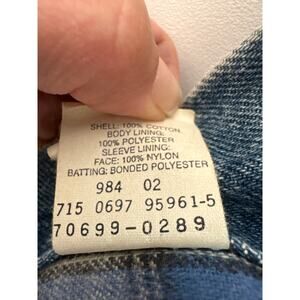 SHELL: 100% COTTON
BODY LINING:
100% POLYESTER
SLEEVE LINING:
FACE: 100% NYLON
BATTING: BONDED POLYESTER
984 02
715 0697 95961-5
70699-0289